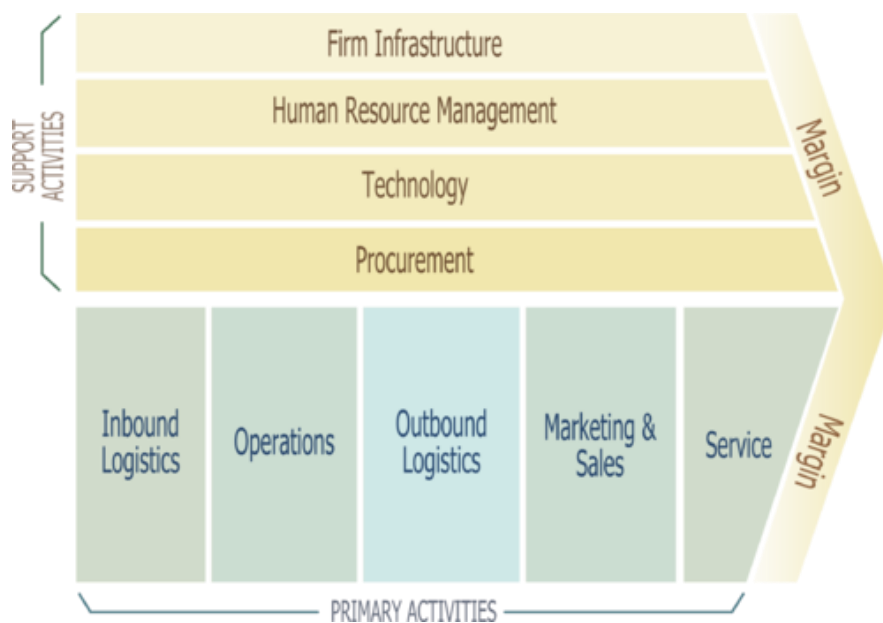 SUPPORT
ACTIVITIES
Firm Infrastructure
Human Resource Management
Technology
Procurement
Margin
Inbound
Logistics
Operations
Outbound
Logistics
Marketing &
Sales
Service
Margin
PRIMARY ACTIVITIES